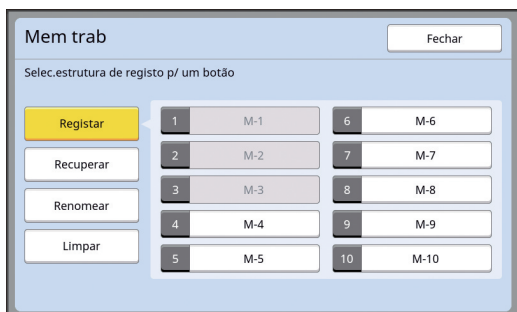 Mem trab
Fechar
Selec.estrutura de registo p/ um botão
Registar
Recuperar
Renomear
Limpar
1 M-1
2 M-2
3 M-3
4 M-4
5 M-5
6 M-6
7 M-7
8 M-8
9 M-9
10 M-10